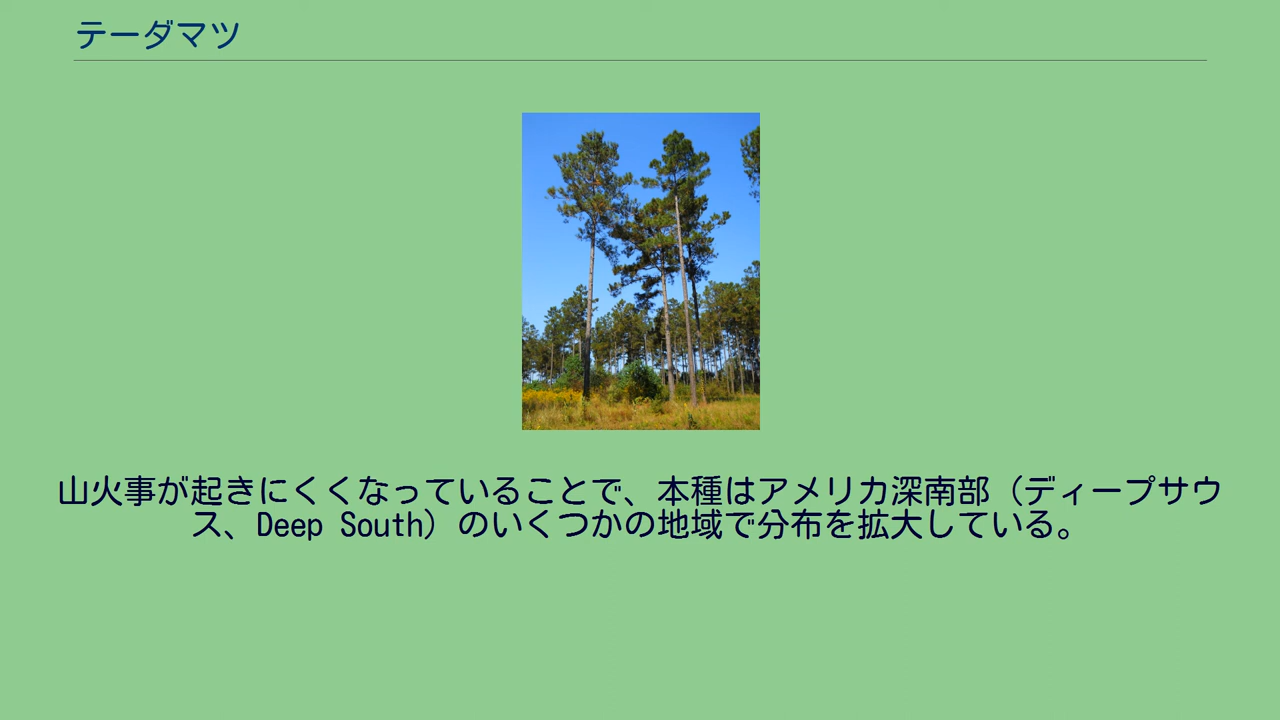 テーダマツ
山火事が起きにくくなっていることで、本種はアメリカ深南部（ディープサウ
ス、Deep South）のいくつかの地域で分布を拡大している。